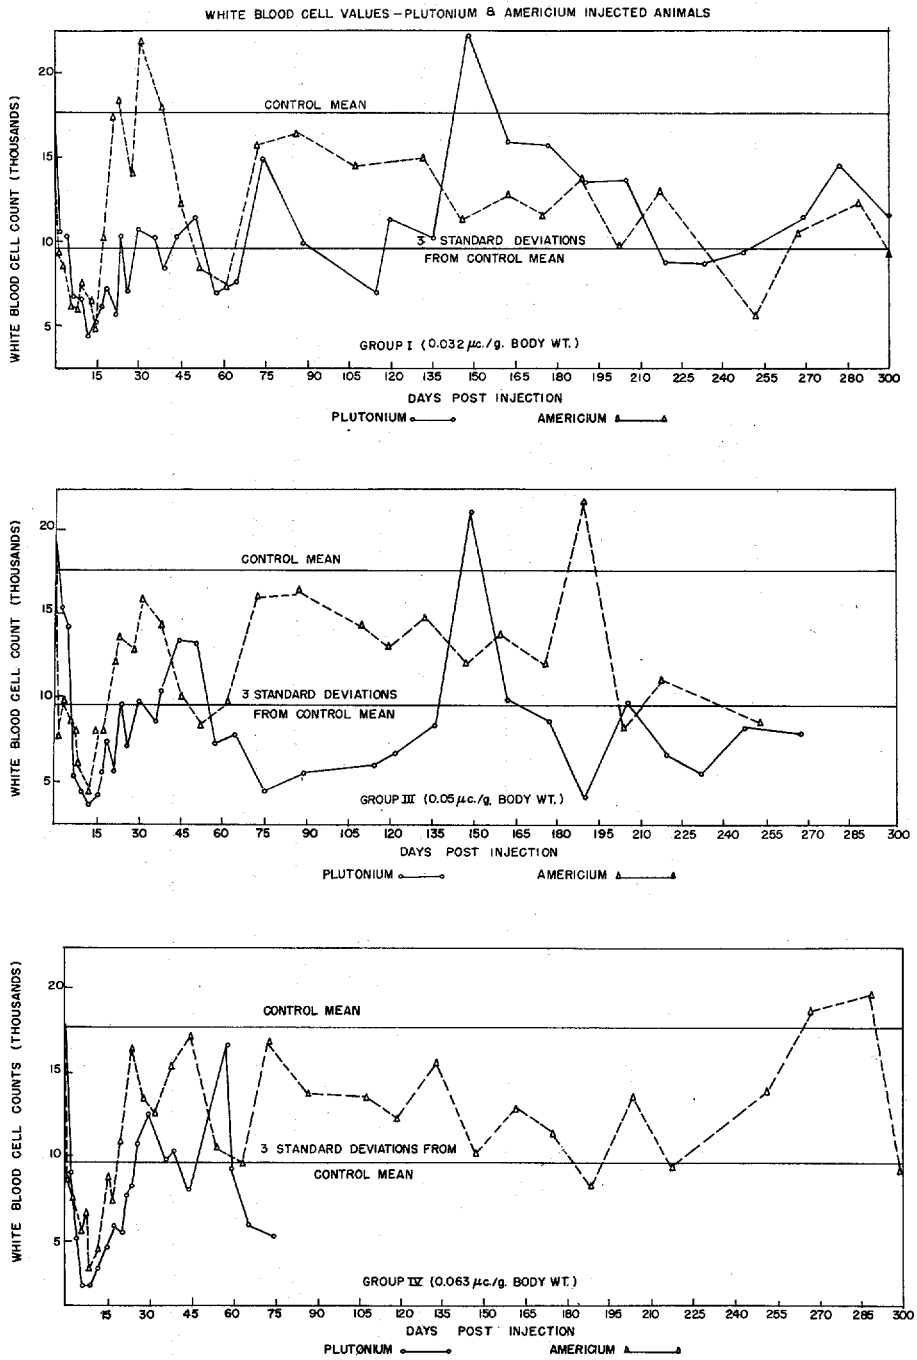 WHITE BLOOD CELL VALUES – PLUTONIUM & AMERICIUM INJECTED ANIMALS
WHITE BLOOD CELL COUNT (THOUSANDS)
20
15
10
5
CONTROL MEAN
3 STANDARD DEVIATIONS
FROM CONTROL MEAN
GROUP I (0.032 μc./g. BODY WT.)
15 30 45 60 75 90 105 120 135 150 165 180 195 210 225 240 255 270 280 300
DAYS POST INJECTION
PLUTONIUM AMERICIUM
WHITE BLOOD CELL COUNT (THOUSANDS)
20
15
10
5
CONTROL MEAN
3 STANDARD DEVIATIONS
FROM CONTROL MEAN
GROUP III (0.05 μc./g. BODY WT.)
15 30 45 60 75 90 105 120 135 150 165 180 195 210 225 240 255 270 285 300
DAYS POST INJECTION
PLUTONIUM AMERICIUM
WHITE BLOOD CELL COUNTS (THOUSANDS)
20
15
10
5
CONTROL MEAN
3 STANDARD DEVIATIONS FROM
CONTROL MEAN
GROUP IV (0.063 μc./g. BODY WT.)
15 30 45 60 75 90 105 120 135 150 165 180 195 210 225 240 255 270 285 300
DAYS POST INJECTION
PLUTONIUM AMERICIUM